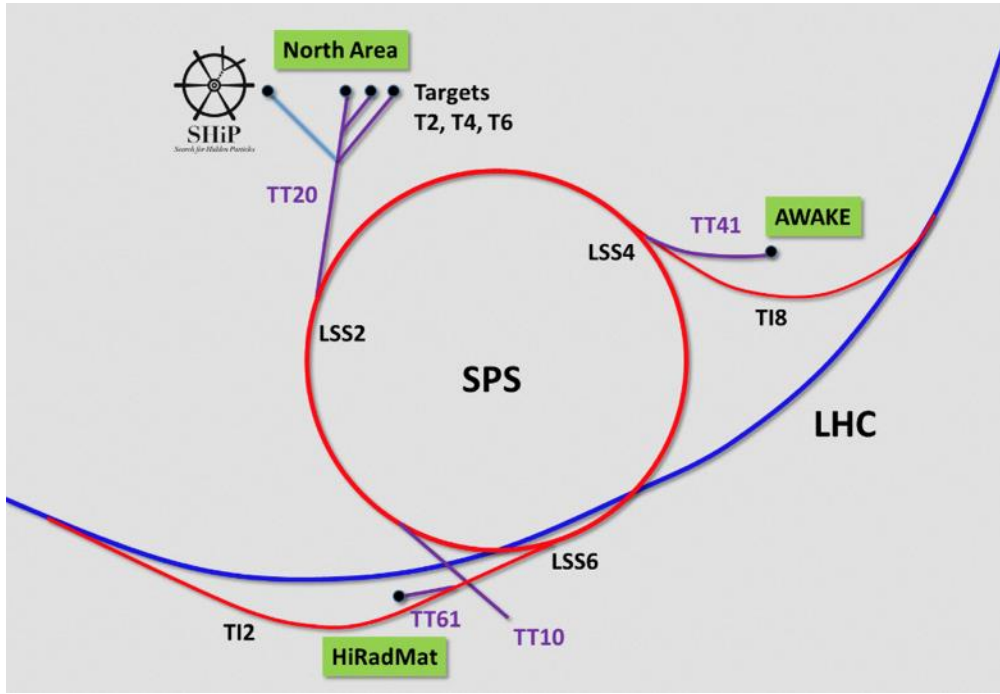 North Area
SHiP
Search for Hidden Particles
Targets
T2, T4, T6
TT20
TT41
AWAKE
LSS4
TI8
LSS2
SPS
LHC
LSS6
TT61
TI2
TT10
HiRadMat